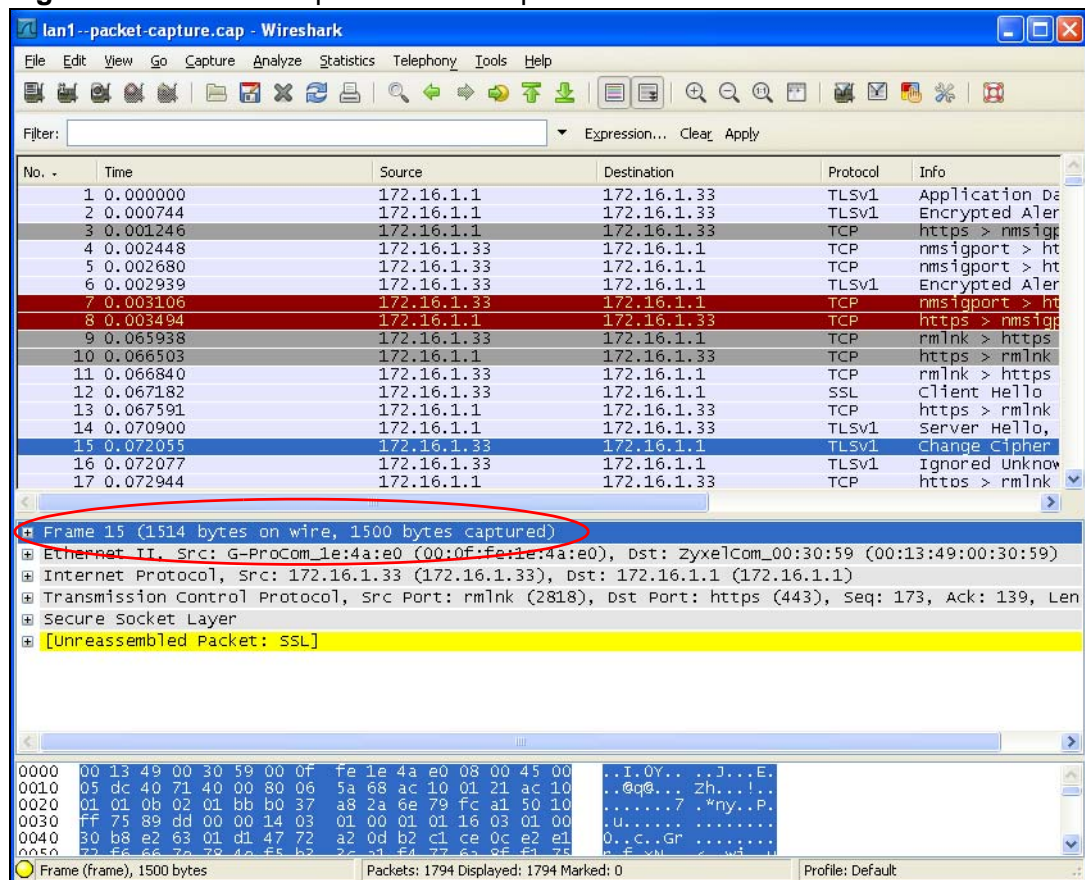 lan1--packet-capture.cap - Wireshark
File Edit View Go Capture Analyze Statistics Telephony Tools Help
Filter: Expression... Clear Apply
No. - Time Source Destination Protocol Info
1 0.000000 172.16.1.1 172.16.1.33 TLSv1 Application Da
2 0.000744 172.16.1.1 172.16.1.33 TLSv1 Encrypted Aler
3 0.001246 172.16.1.1 172.16.1.33 TCP https > nmsigp
4 0.002448 172.16.1.33 172.16.1.1 TCP nmsigport > ht
5 0.002680 172.16.1.33 172.16.1.1 TCP nmsigport > ht
6 0.002939 172.16.1.33 172.16.1.1 TLSv1 Encrypted Aler
7 0.003106 172.16.1.33 172.16.1.1 TCP nmsigport > ht
8 0.003494 172.16.1.1 172.16.1.33 TCP https > nmsigp
9 0.065938 172.16.1.33 172.16.1.1 TCP rmlnk > https
10 0.066503 172.16.1.1 172.16.1.33 TCP https > rmlnk
11 0.066840 172.16.1.33 172.16.1.1 TCP rmlnk > https
12 0.067182 172.16.1.33 172.16.1.1 SSL Client Hello
13 0.067591 172.16.1.1 172.16.1.33 TCP https > rmlnk
14 0.070900 172.16.1.1 172.16.1.33 TLSv1 Server Hello,
15 0.072055 172.16.1.33 172.16.1.1 TLSv1 Change Cipher
16 0.072077 172.16.1.33 172.16.1.1 TLSv1 Ignored Unknow
17 0.072944 172.16.1.1 172.16.1.33 TCP https > rmlnk
Frame 15 (1514 bytes on wire, 1500 bytes captured)
Ethernet II, Src: G-ProCom_1e:4a:e0 (00:0f:fe:1e:4a:e0), Dst: ZyxelCom_00:30:59 (00:13:49:00:30:59)
Internet Protocol, Src: 172.16.1.33 (172.16.1.33), Dst: 172.16.1.1 (172.16.1.1)
Transmission Control Protocol, Src Port: rmlnk (2818), Dst Port: https (443), Seq: 173, Ack: 139, Len
Secure Socket Layer
[Unreassembled Packet: SSL]
0000 00 13 49 00 30 59 00 0f fe 1e 4a e0 08 00 45 00 ..I.0Y.. ..J...E.
0010 05 dc 40 71 40 00 80 06 5a 68 ac 10 01 21 ac 10 ..@q@... Zh...!..
0020 01 01 0b 02 01 bb b0 37 a8 2a 6e 79 fc a1 50 10 .......7 .*ny..P.
0030 ff 75 89 dd 00 00 14 03 01 00 01 01 16 03 01 00 .u...... ........
0040 30 b8 e2 63 01 d1 47 72 a2 0d b2 c1 ce 0c e2 e1 0..c..Gr ........
Frame (frame), 1500 bytes Packets: 1794 Displayed: 1794 Marked: 0 Profile: Default